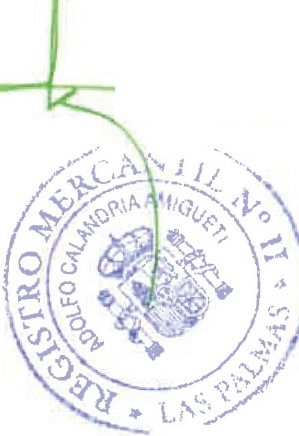 REGISTRO MERCANTIL Nº II * LAS PALMAS *
ADOLFO CALANDRIA AMIGUETI